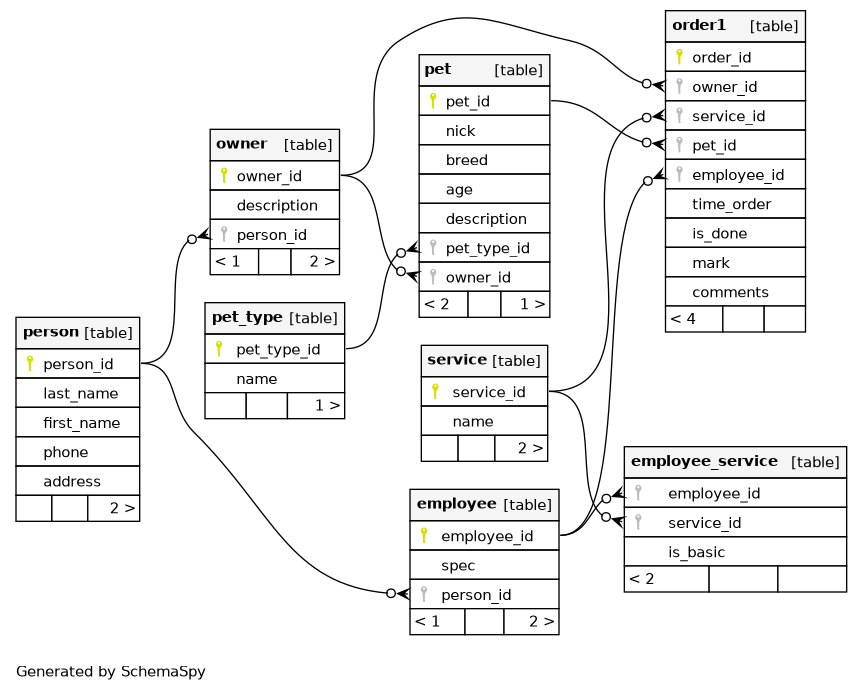 order1 [table]
order_id
owner_id
service_id
pet_id
employee_id
time_order
is_done
mark
comments
< 4
pet [table]
pet_id
nick
breed
age
description
pet_type_id
owner_id
< 2 1 >
owner [table]
owner_id
description
person_id
< 1 2 >
pet_type [table]
pet_type_id
name
1 >
person [table]
person_id
last_name
first_name
phone
address
2 >
service [table]
service_id
name
2 >
employee_service [table]
employee_id
service_id
is_basic
< 2
employee [table]
employee_id
spec
person_id
< 1 2 >
Generated by SchemaSpy